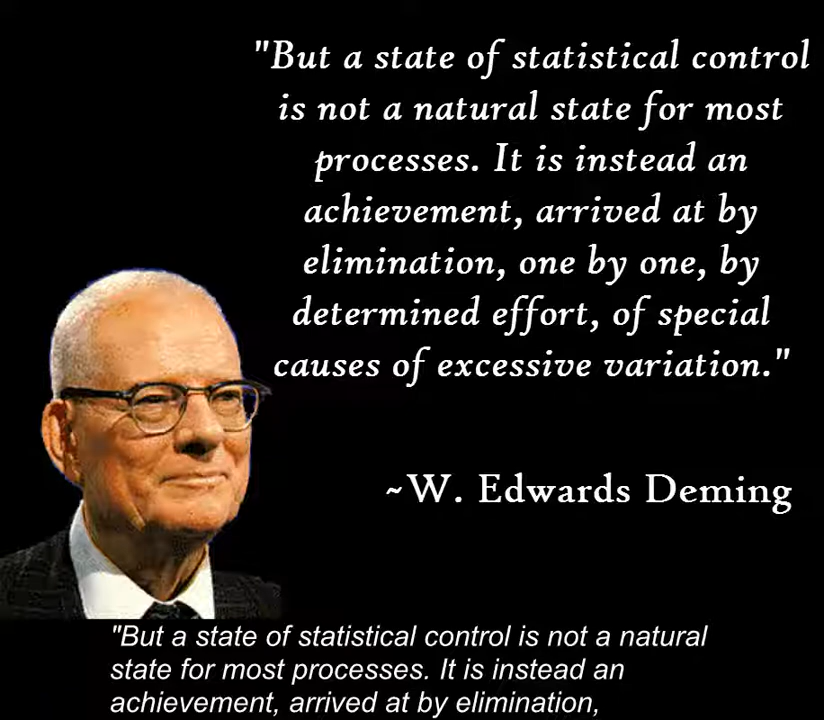 "But a state of statistical control
is not a natural state for most
processes. It is instead an
achievement, arrived at by
elimination, one by one, by
determined effort, of special
causes of excessive variation."
~W. Edwards Deming
"But a state of statistical control is not a natural
state for most processes. It is instead an
achievement, arrived at by elimination,